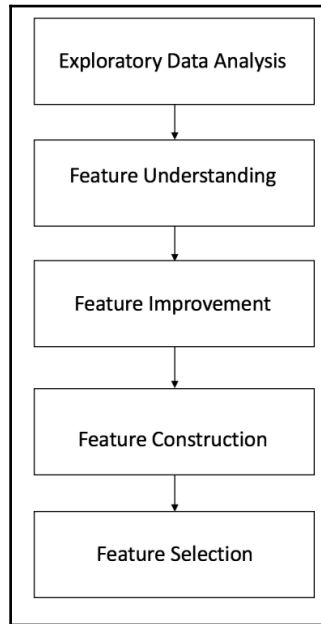 Exploratory Data Analysis
Feature Understanding
Feature Improvement
Feature Construction
Feature Selection